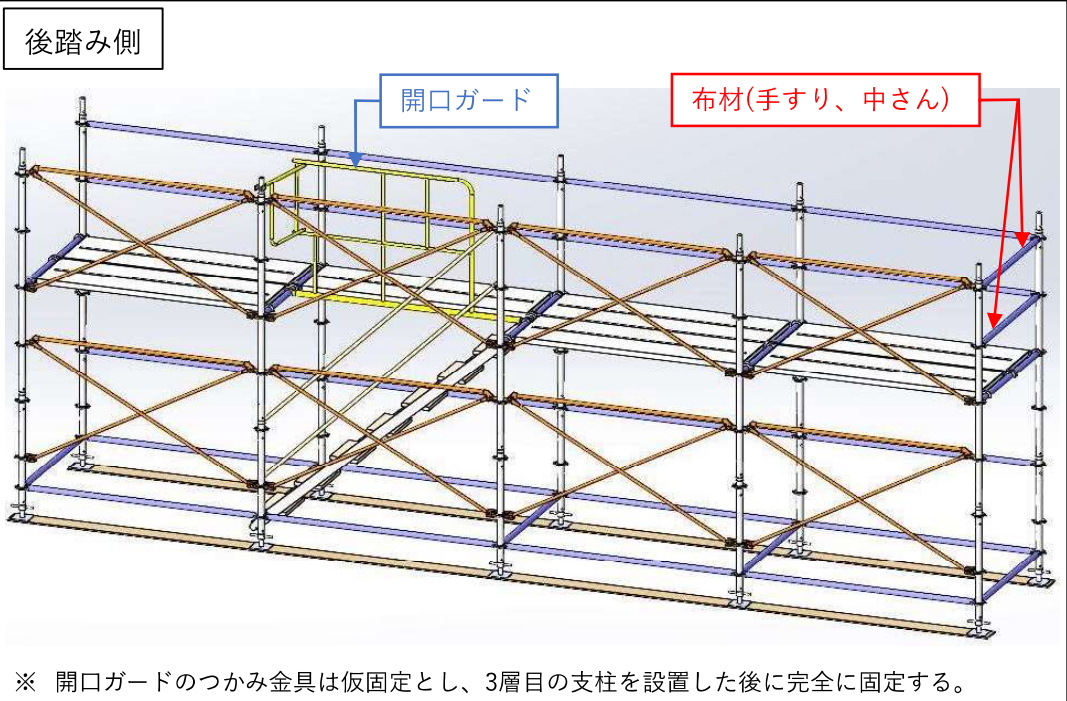 後踏み側
開口ガード
布材(手すり、中さん)
※ 開口ガードのつかみ金具は仮固定とし、3層目の支柱を設置した後に完全に固定する。